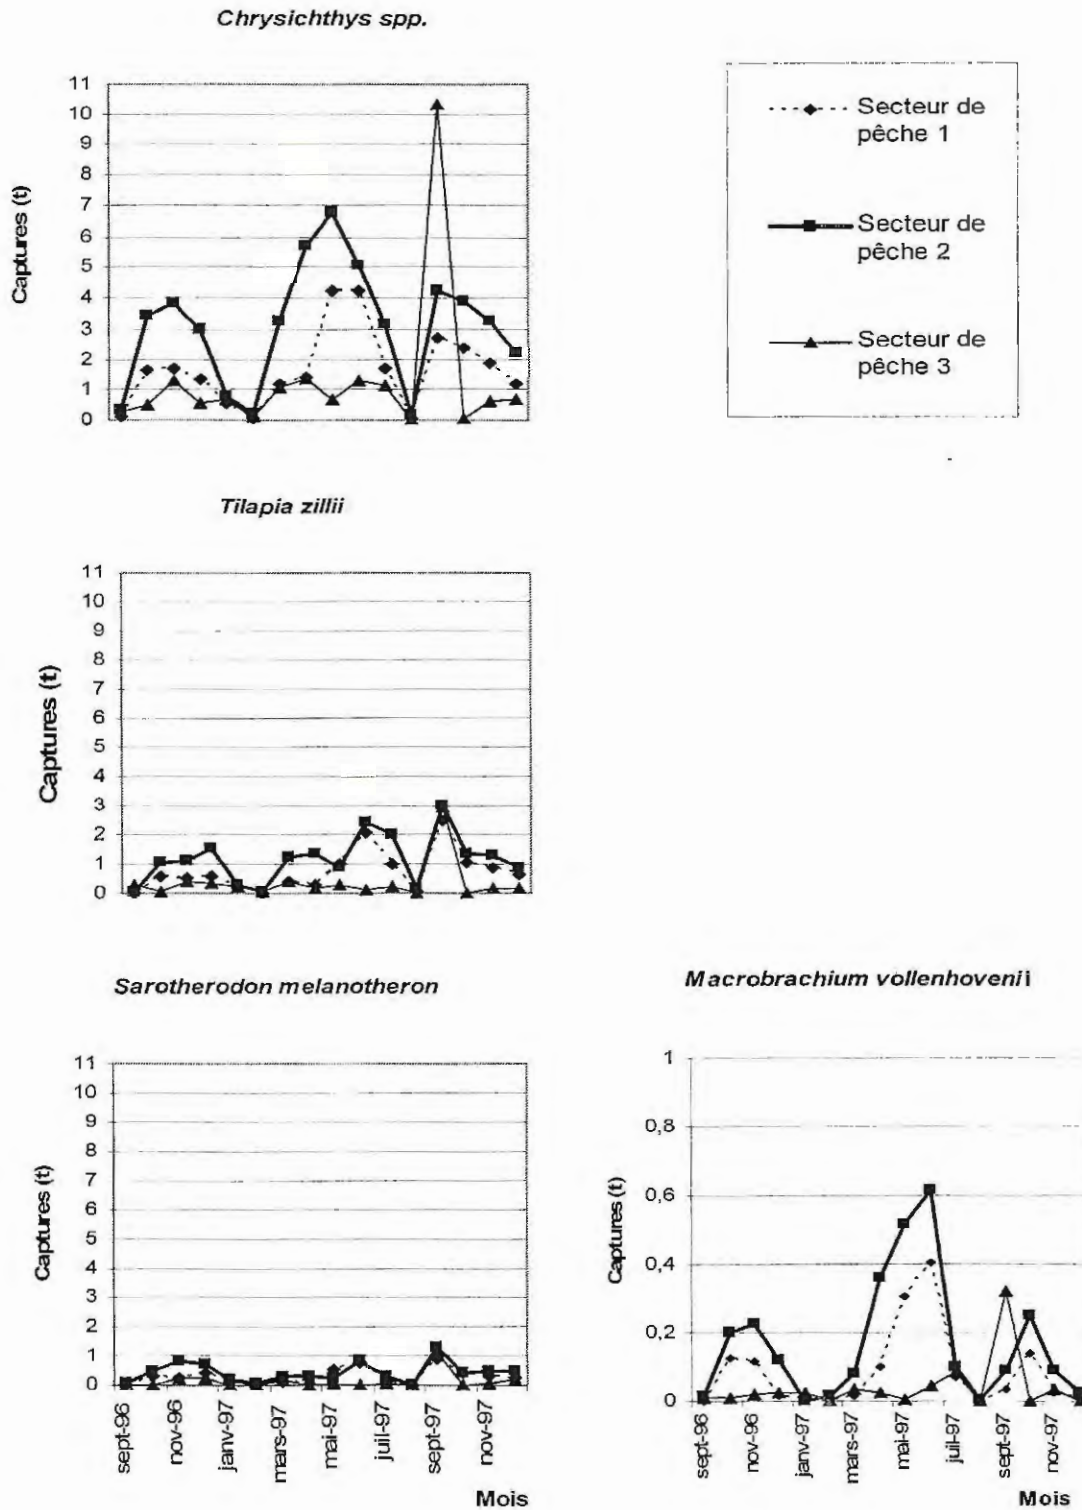 Chrysichthys spp.
11
10
9
8
7
6
5
4
3
2
1
0
Captures (t)
Secteur de
pêche 1
Secteur de
pêche 2
Secteur de
pêche 3
Tilapia zillii
11
10
9
8
7
6
5
4
3
2
1
0
Captures (t)
Sarotherodon melanotheron
11
10
9
8
7
6
5
4
3
2
1
0
Captures (t)
sept-96
nov-96
janv-97
mars-97
mai-97
juil-97
sept-97
nov-97
Mois
Macrobrachium vollenhovenii
1
0,8
0,6
0,4
0,2
0
Captures (t)
sept-96
nov-96
janv-97
mars-97
mai-97
juil-97
sept-97
nov-97
Mois